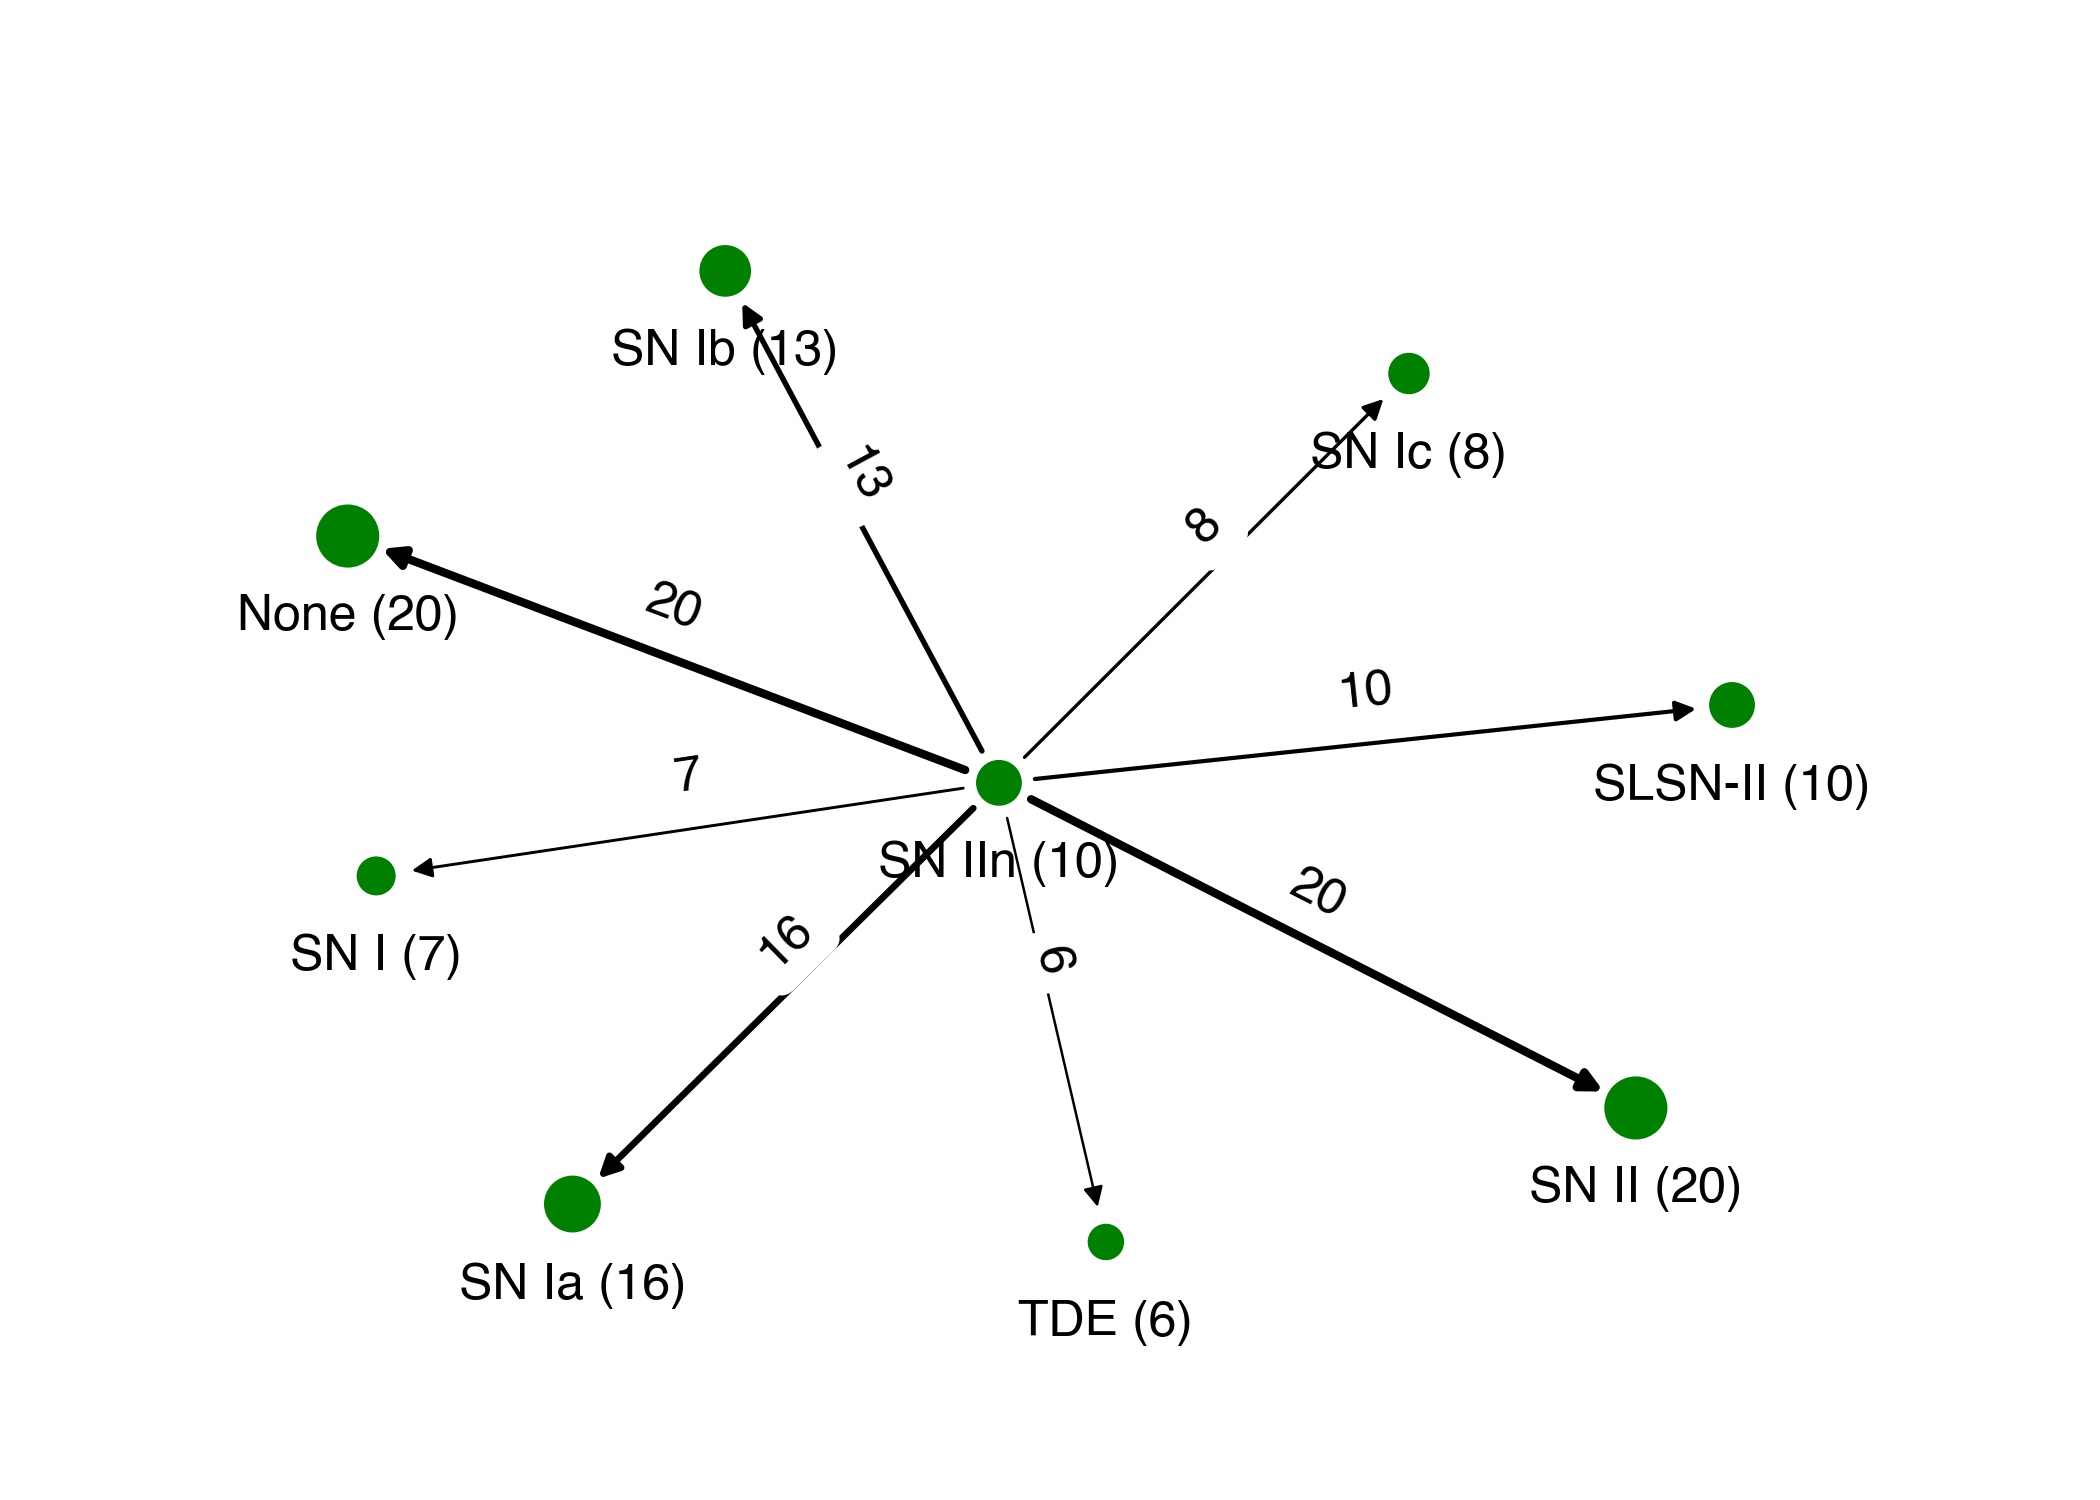 SN Ib (13)
SN Ic (8)
13
8
None (20)
20
10
7
SLSN-II (10)
SN IIn (10)
20
SN I (7)
16
6
SN II (20)
SN Ia (16)
TDE (6)